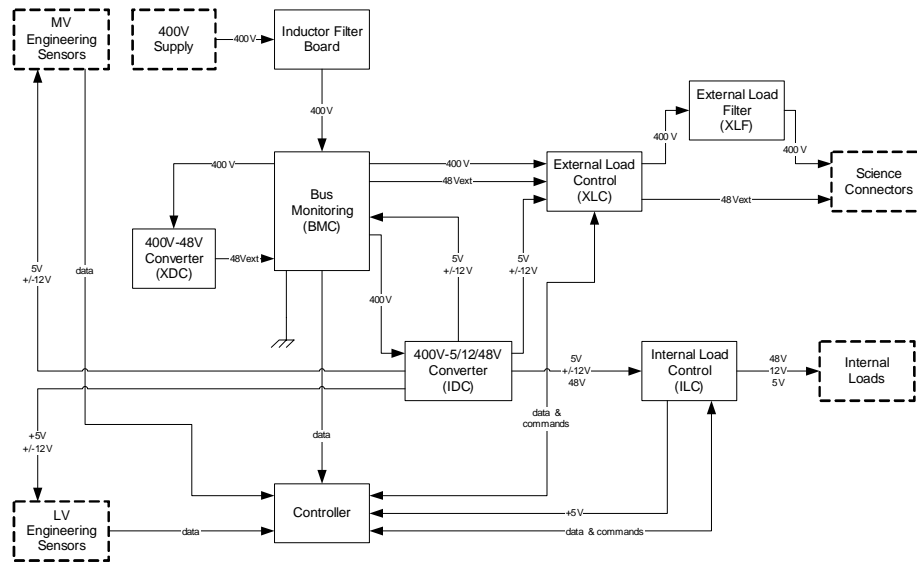 MV
Engineering
Sensors
400V
Supply
400V
Inductor Filter
Board
400V
External Load
Filter
(XLF)
400 V
400 V
400 V
Bus
Monitoring
(BMC)
400 V
48Vext
External Load
Control
(XLC)
Science
Connectors
48Vext
400V-48V
Converter
(XDC)
48Vext
5V
+/-12V
data
5V
+/-12V
5V
+/-12V
400 V
400V-5/12/48V
Converter
(IDC)
5V
+/-12V
48V
Internal Load
Control
(ILC)
48V
12V
5V
Internal
Loads
data &
commands
+5V
+/-12V
data
Controller
+5V
LV
Engineering
Sensors
data
data & commands